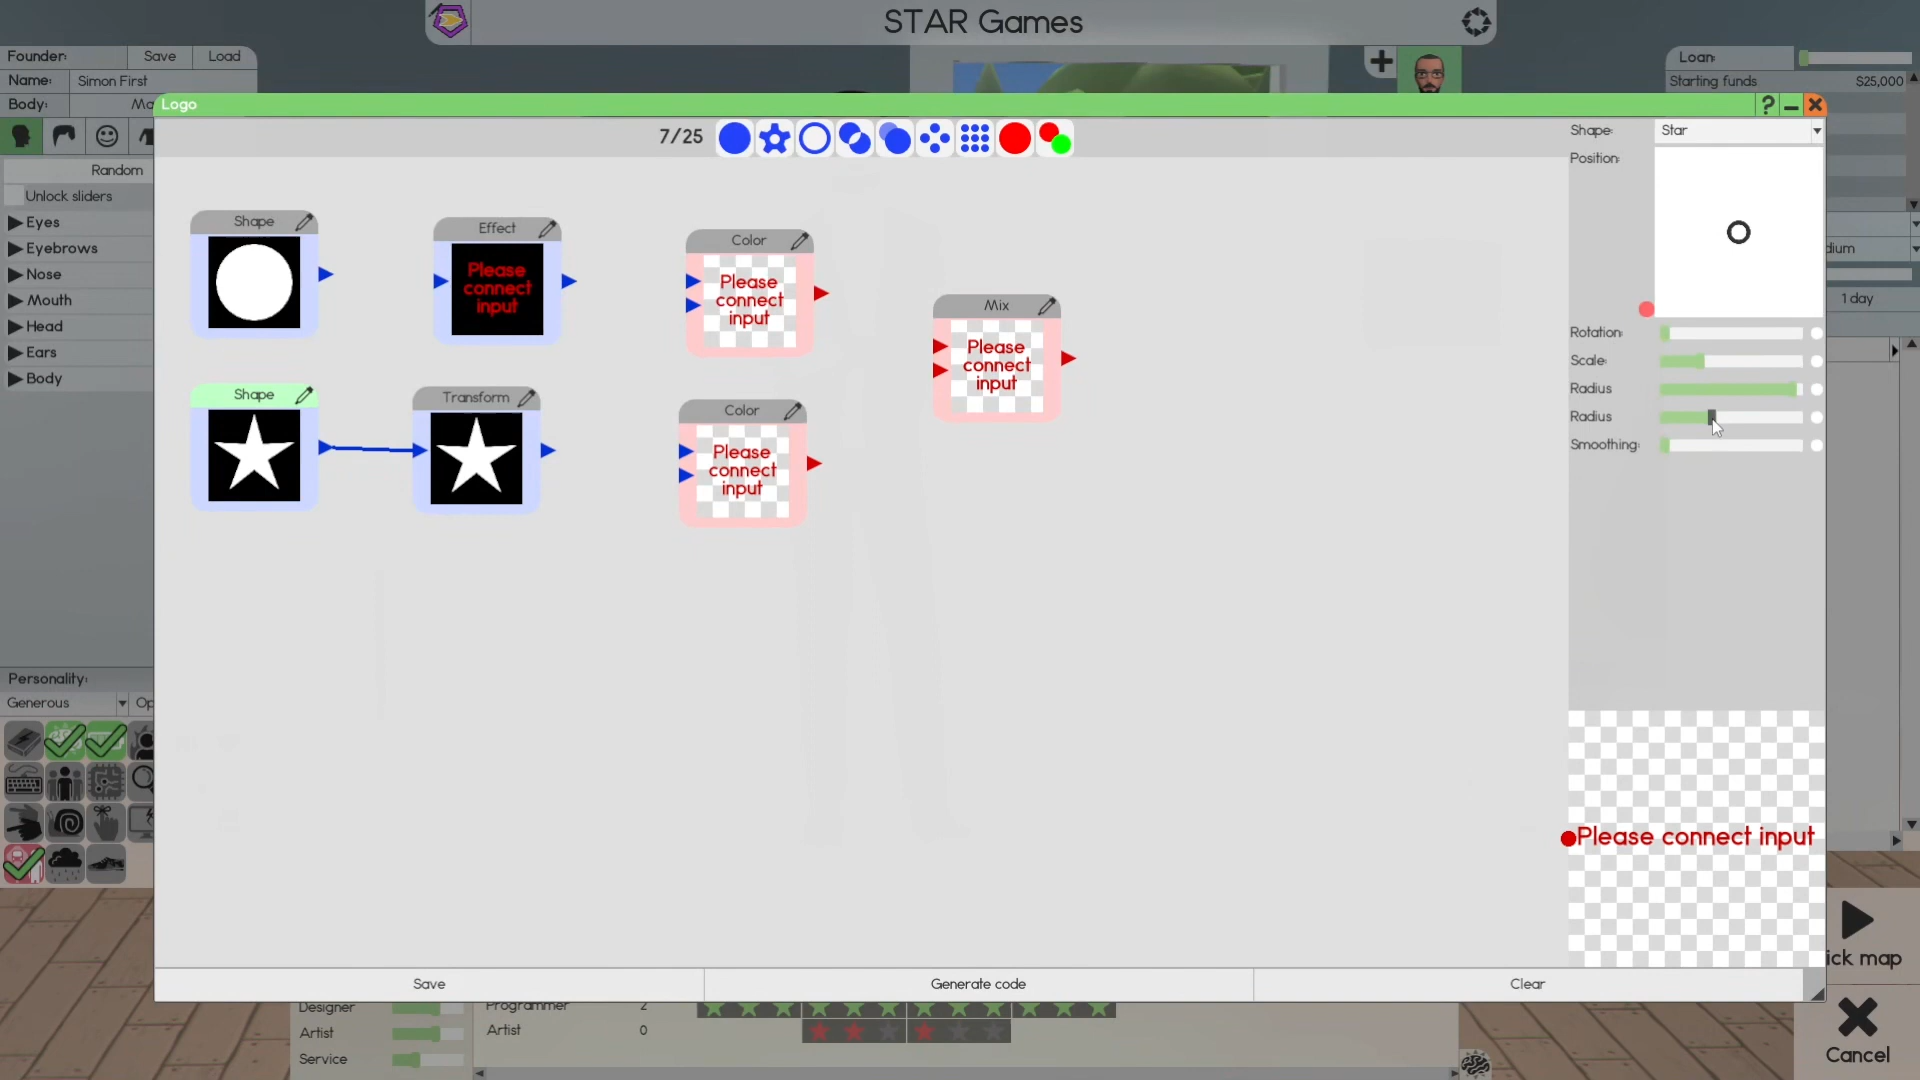 STAR Games
Founder:
Save
Load
Name:
Simon First
Body:
Loan:
Starting funds
$25,000
Logo
?
7/25
Shape:
Star
Position:
Random
Unlock sliders
Eyes
Eyebrows
Nose
Mouth
Head
Ears
Body
Shape
Effect
Please
connect
input
Color
Please
connect
input
Mix
Please
connect
input
Shape
Transform
Color
Please
connect
input
1 day
Rotation:
Scale:
Radius
Radius
Smoothing:
Personality:
Generous
Please connect input
Save
Generate code
Clear
ick map
Cancel
Designer
Programmer
2
Artist
Artist
0
Service